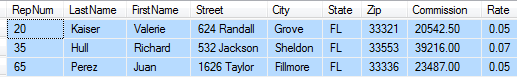 RepNum LastName FirstName Street City State Zip Commission Rate
20 Kaiser Valerie 624 Randall Grove FL 33321 20542.50 0.05
35 Hull Richard 532 Jackson Sheldon FL 33553 39216.00 0.07
65 Perez Juan 1626 Taylor Fillmore FL 33336 23487.00 0.05